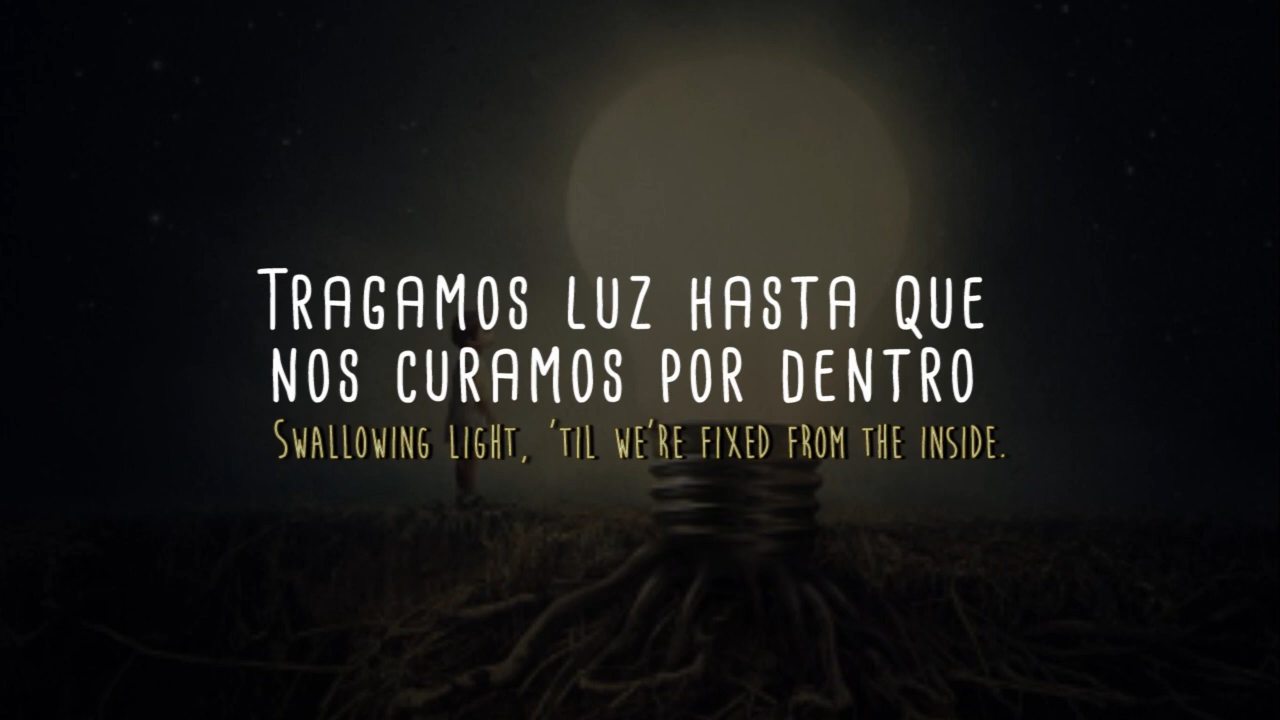 Tragamos luz hasta que
nos curamos por dentro
Swallowing light, 'til we're fixed from the inside.